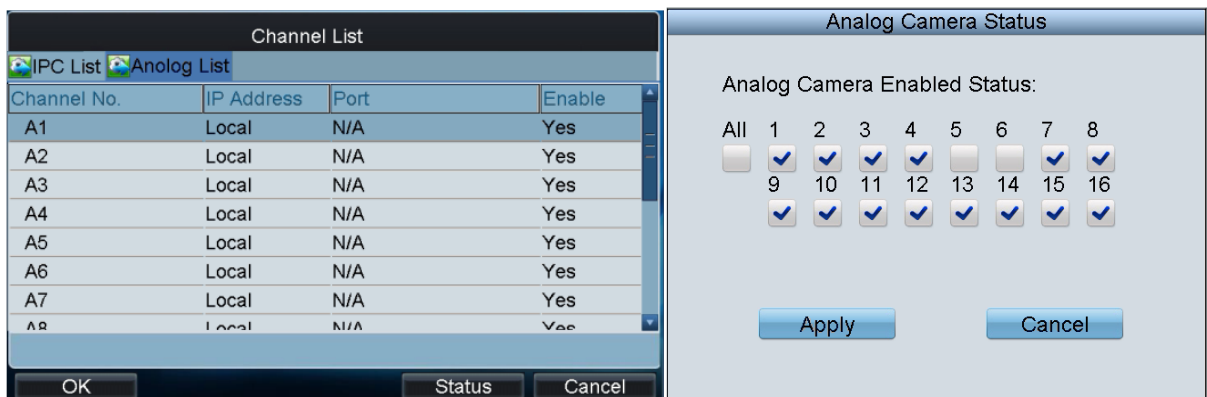 Channel List
IPC List Anolog List
Channel No. IP Address Port Enable
A1 Local N/A Yes
A2 Local N/A Yes
A3 Local N/A Yes
A4 Local N/A Yes
A5 Local N/A Yes
A6 Local N/A Yes
A7 Local N/A Yes
A8 Local N/A Yes
OK Status Cancel
Analog Camera Status
Analog Camera Enabled Status:
All 1 2 3 4 5 6 7 8
9 10 11 12 13 14 15 16
Apply Cancel